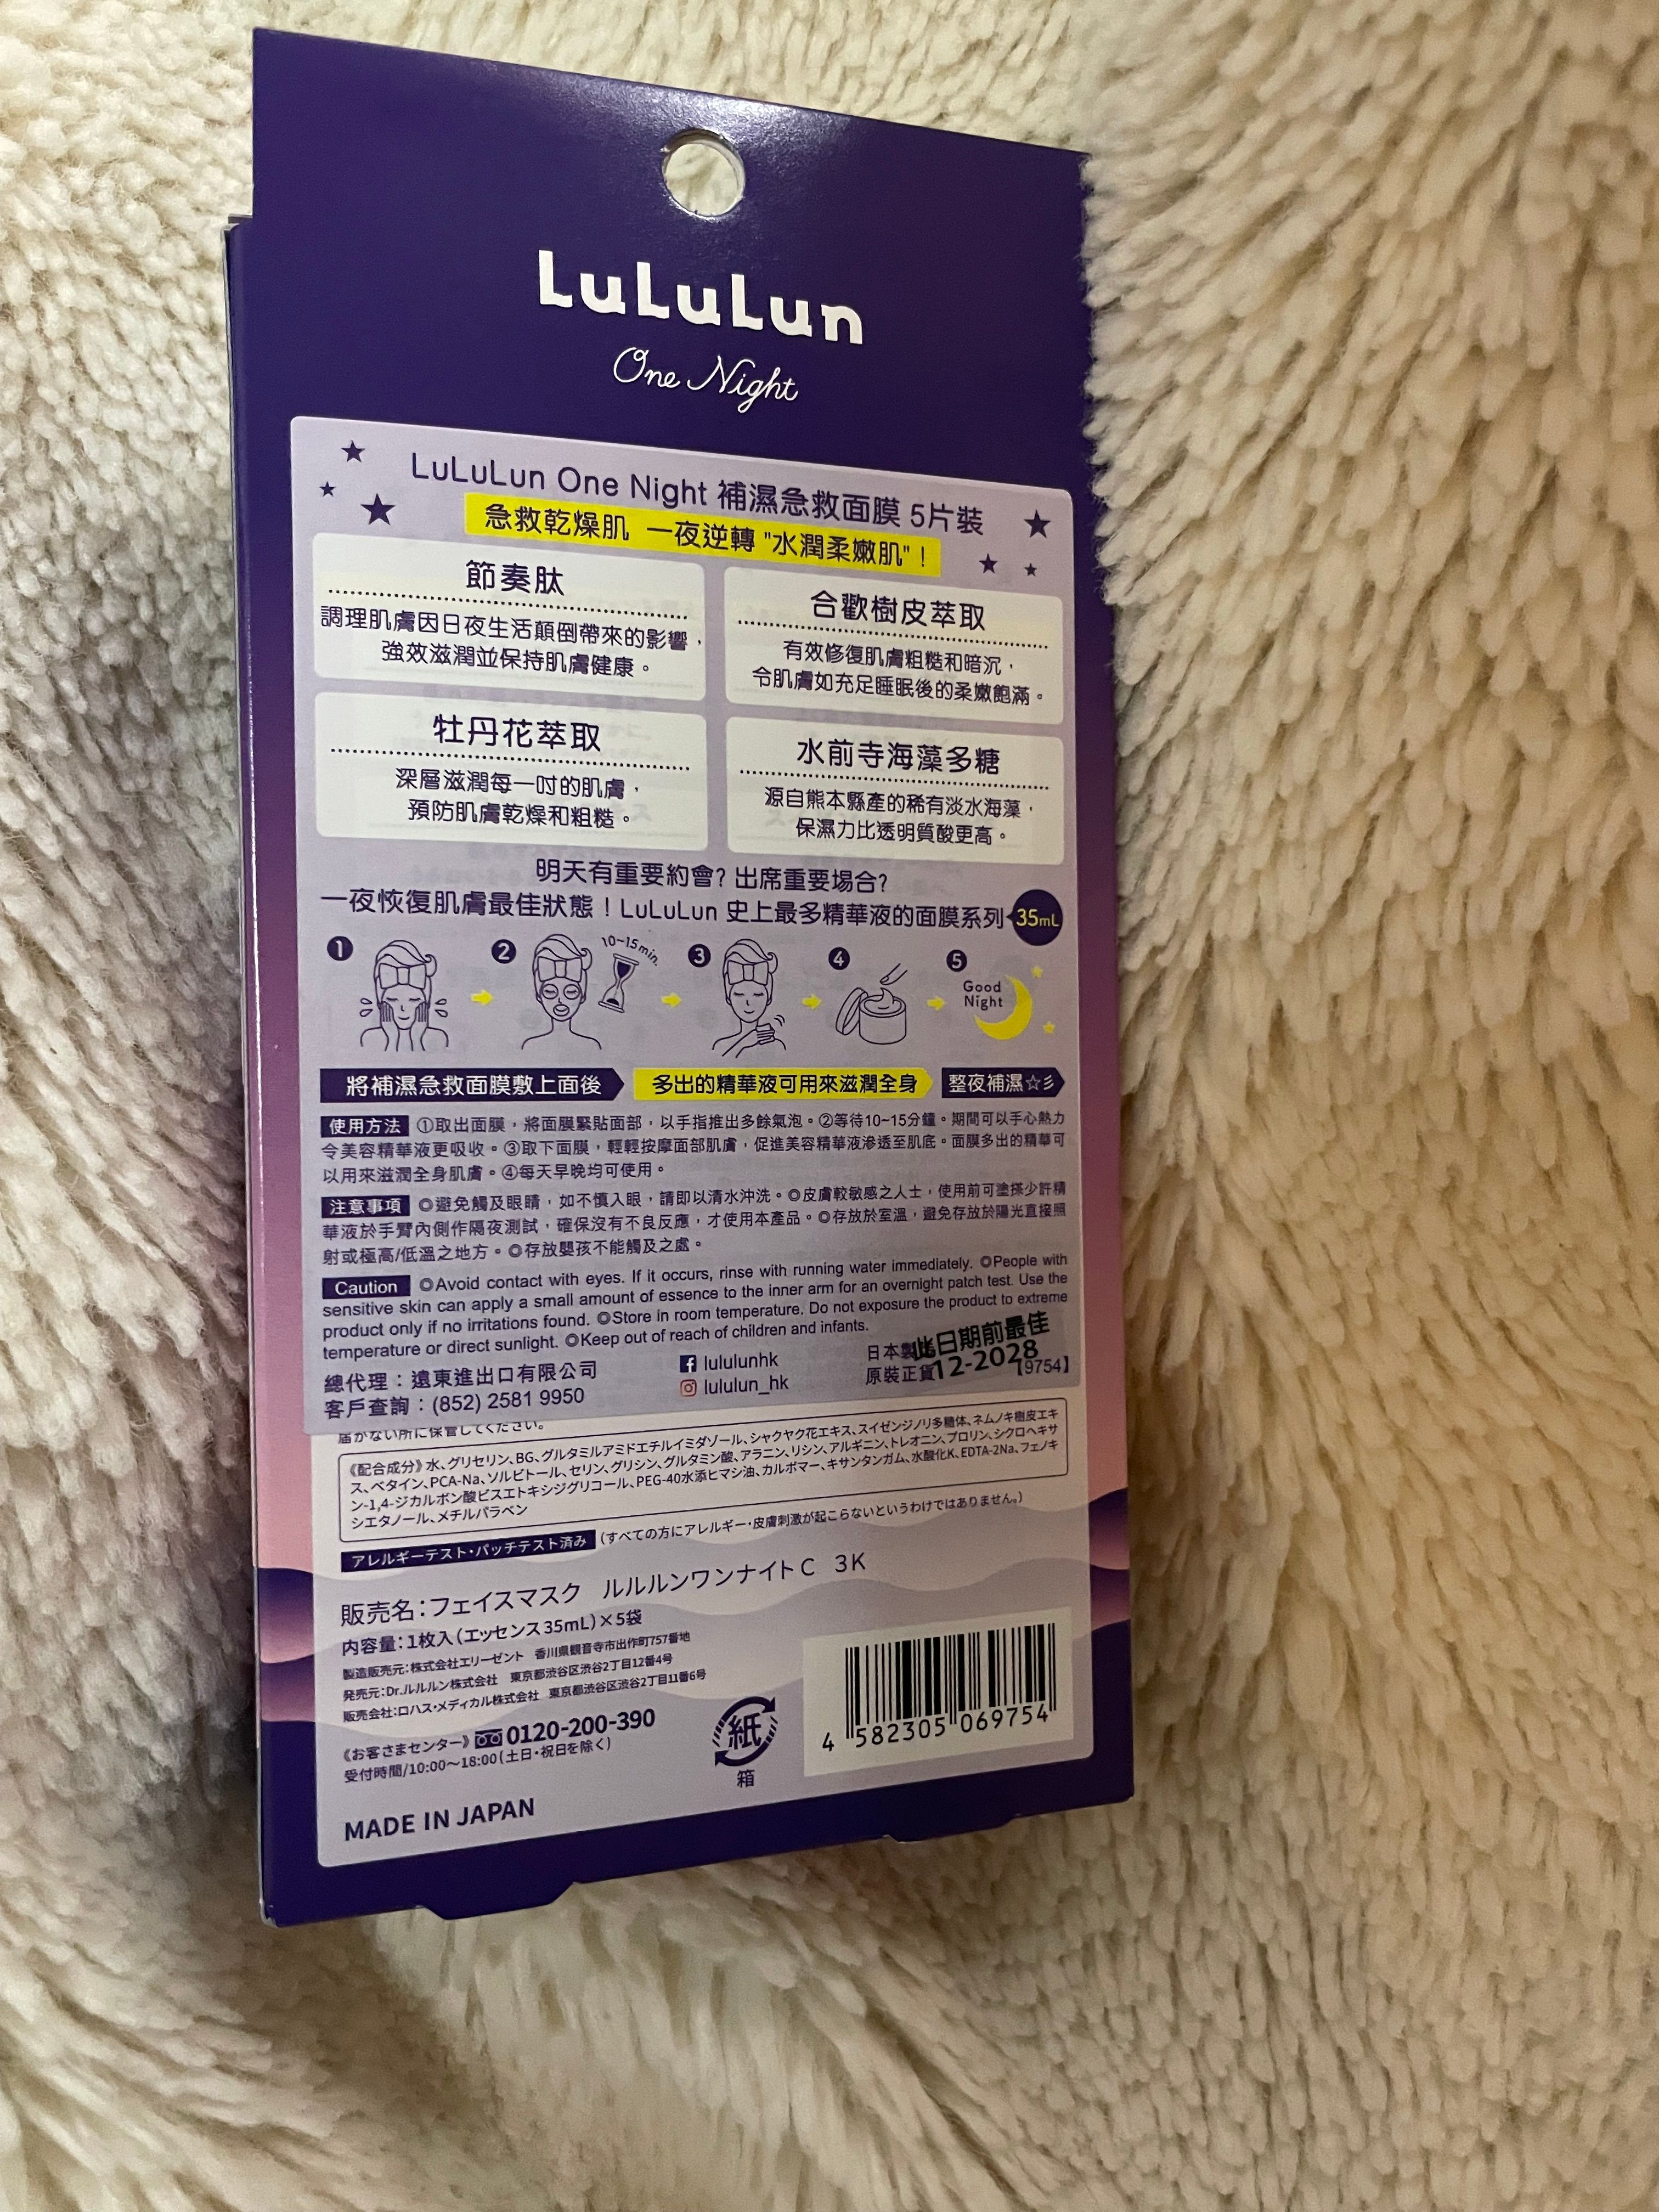 LuLuLun
One Night
LuLuLun One Night 補濕急救面膜 5片裝
急救乾燥肌 一夜逆轉 "水潤柔嫩肌"！
節奏肽
調理肌膚因日夜生活顛倒帶來的影響，
強效滋潤並保持肌膚健康。
合歡樹皮萃取
有效修復肌膚粗糙和暗沉，
令肌膚如充足睡眠後的柔嫩飽滿。
牡丹花萃取
深層滋潤每一吋的肌膚，
預防肌膚乾燥和粗糙。
水前寺海藻多糖
源自熊本縣產的稀有淡水海藻，
保濕力比透明質酸更高。
明天有重要約會? 出席重要場合?
一夜恢復肌膚最佳狀態！LuLuLun 史上最多精華液的面膜系列 35mL
1 2 10~15min. 3 4 5
Good
Night
將補濕急救面膜敷上面後 多出的精華液可用來滋潤全身 整夜補濕☆彡
使用方法 ①取出面膜，將面膜緊貼面部，以手指推出多餘氣泡。②等待10~15分鐘。期間可以手心熱力
令美容精華液更吸收。③取下面膜，輕輕按摩面部肌膚，促進美容精華液滲透至肌底。面膜多出的精華可
以用來滋潤全身肌膚。④每天早晚均可使用。
注意事項 ◎避免觸及眼睛，如不慎入眼，請即以清水沖洗。◎皮膚較敏感之人士，使用前可塗搽少許精
華液於手臂內側作隔夜測試，確保沒有不良反應，才使用本產品。◎存放於室溫，避免存放於陽光直接照
射或極高/低溫之地方。◎存放嬰孩不能觸及之處。
Caution ◎Avoid contact with eyes. If it occurs, rinse with running water immediately. ◎People with
sensitive skin can apply a small amount of essence to the inner arm for an overnight patch test. Use the
product only if no irritations found. ◎Store in room temperature. Do not exposure the product to extreme
temperature or direct sunlight. ◎Keep out of reach of children and infants.
總代理：遠東進出口有限公司
客戶查詢：(852) 2581 9950
lululunhk
lululun_hk
日本製造
原裝正貨 【9754】
此日期前最佳
12-2028
届かない所に保管してください。
《配合成分》水、グリセリン、BG、グルタミルアミドエチルイミダゾール、シャクヤク花エキス、スイゼンジノリ多糖体、ネムノキ樹皮エキ
ス、ベタイン、PCA-Na、ソルビトール、セリン、グリシン、グルタミン酸、アラニン、リシン、アルギニン、トレオニン、プロリン、シクロヘキサ
ン-1,4-ジカルボン酸ビスエトキシジグリコール、PEG-40水添ヒマシ油、カルボマー、キサンタンガム、水酸化K、EDTA-2Na、フェノキ
シエタノール、メチルパラベン
アレルギーテスト・パッチテスト済み (すべての方にアレルギー・皮膚刺激が起こらないというわけではありません。)
販売名：フェイスマスク ルルルンワンナイトC 3K
内容量：1枚入（エッセンス35mL）×5袋
製造販売元：株式会社エリーゼント 香川県観音寺市出作町757番地
発売元：Dr.ルルルン株式会社 東京都渋谷区渋谷2丁目12番4号
販売会社：ロハス・メディカル株式会社 東京都渋谷区渋谷2丁目11番6号
《お客さまセンター》 0120-200-390
受付時間/10:00～18:00(土日・祝日を除く)
紙
箱
4 582305 069754
MADE IN JAPAN